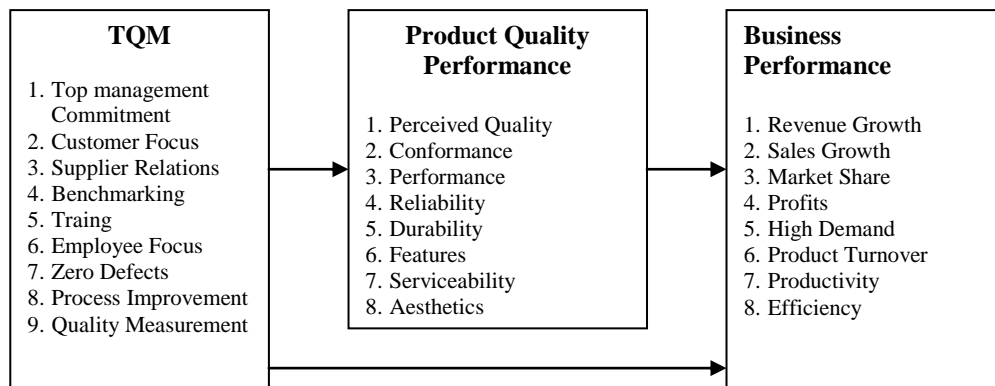 TQM
1. Top management
Commitment
2. Customer Focus
3. Supplier Relations
4. Benchmarking
5. Traing
6. Employee Focus
7. Zero Defects
8. Process Improvement
9. Quality Measurement
Product Quality
Performance
1. Perceived Quality
2. Conformance
3. Performance
4. Reliability
5. Durability
6. Features
7. Serviceability
8. Aesthetics
Business
Performance
1. Revenue Growth
2. Sales Growth
3. Market Share
4. Profits
5. High Demand
6. Product Turnover
7. Productivity
8. Efficiency